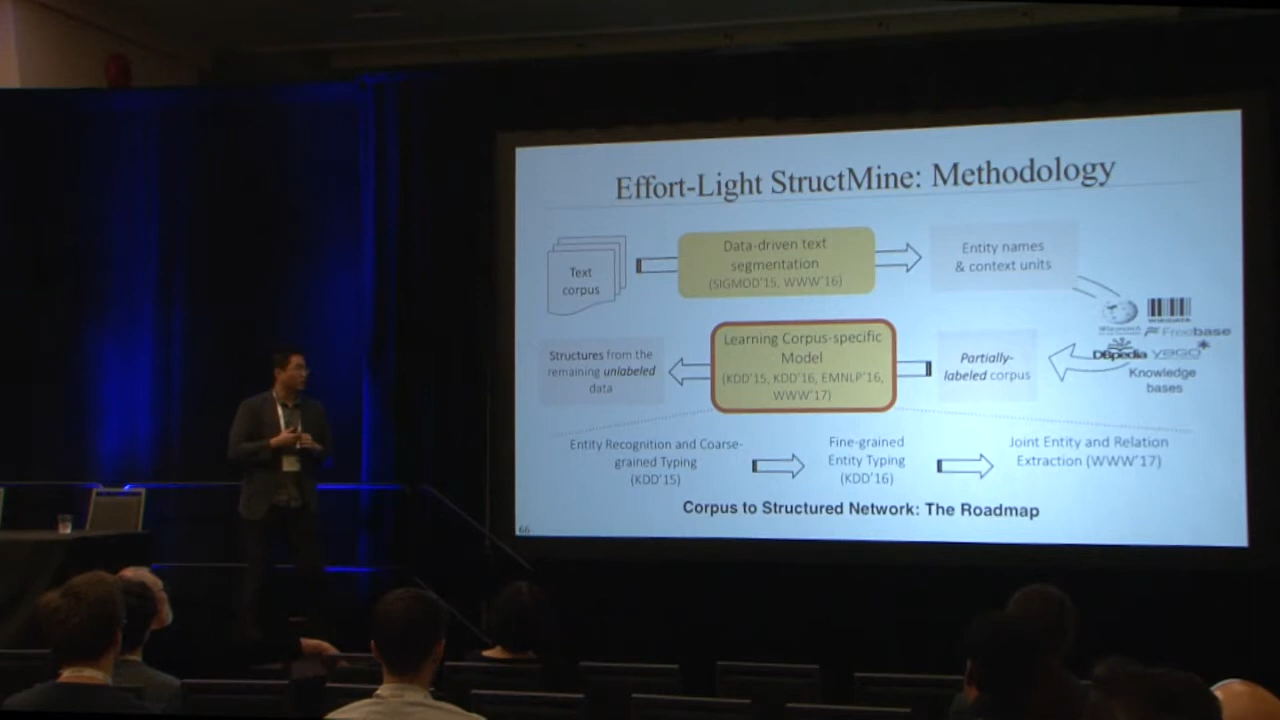 Effort-Light StructMine: Methodology
Text
corpus
Data-driven text
segmentation
(SIGMOD'15, WWW'16)
Entity names
& context units
Freebase
DBpedia yago
Knowledge
bases
Partially-
labeled corpus
Learning Corpus-specific
Model
(KDD'15, KDD'16, EMNLP'16,
WWW'17)
Structures from the
remaining unlabeled
data
Entity Recognition and Coarse-
grained Typing
(KDD'15)
Fine-grained
Entity Typing
(KDD'16)
Joint Entity and Relation
Extraction (WWW'17)
Corpus to Structured Network: The Roadmap
66